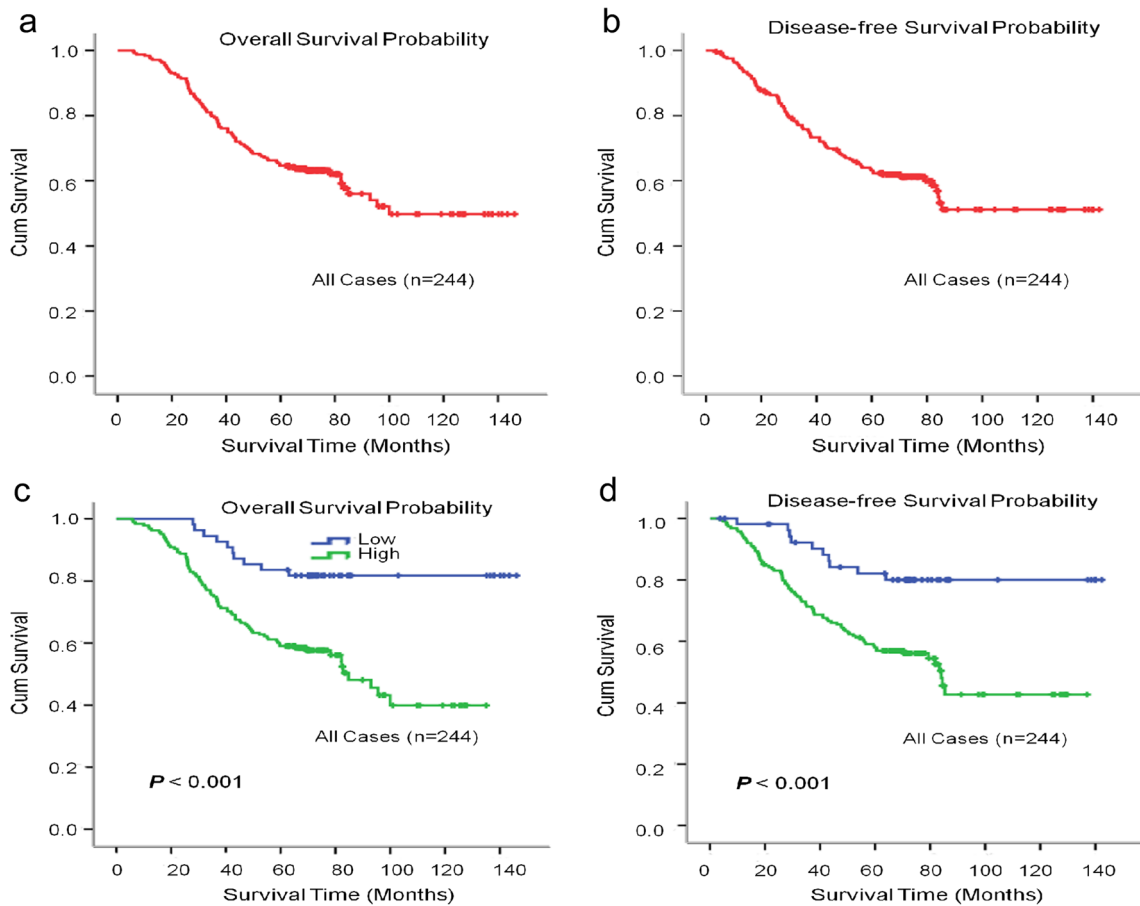 a
Overall Survival Probability
1.0
0.8
0.6
0.4
0.2
0.0
Cum Survival
All Cases (n=244)
0 20 40 60 80 100 120 140
Survival Time (Months)
b
Disease-free Survival Probability
1.0
0.8
0.6
0.4
0.2
0.0
Cum Survival
All Cases (n=244)
0 20 40 60 80 100 120 140
Survival Time (Months)
c
Overall Survival Probability
Low
High
1.0
0.8
0.6
0.4
0.2
0.0
Cum Survival
All Cases (n=244)
P < 0.001
0 20 40 60 80 100 120 140
Survival Time (Months)
d
Disease-free Survival Probability
1.0
0.8
0.6
0.4
0.2
0.0
Cum Survival
All Cases (n=244)
P < 0.001
0 20 40 60 80 100 120 140
Survival Time (Months)